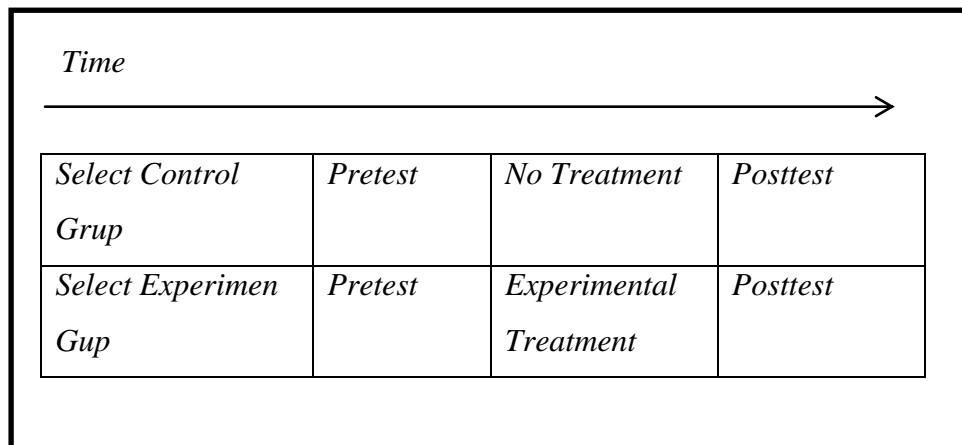 Time
Select Control Pretest No Treatment Posttest
Grup
Select Experimen Pretest Experimental Posttest
Gup Treatment